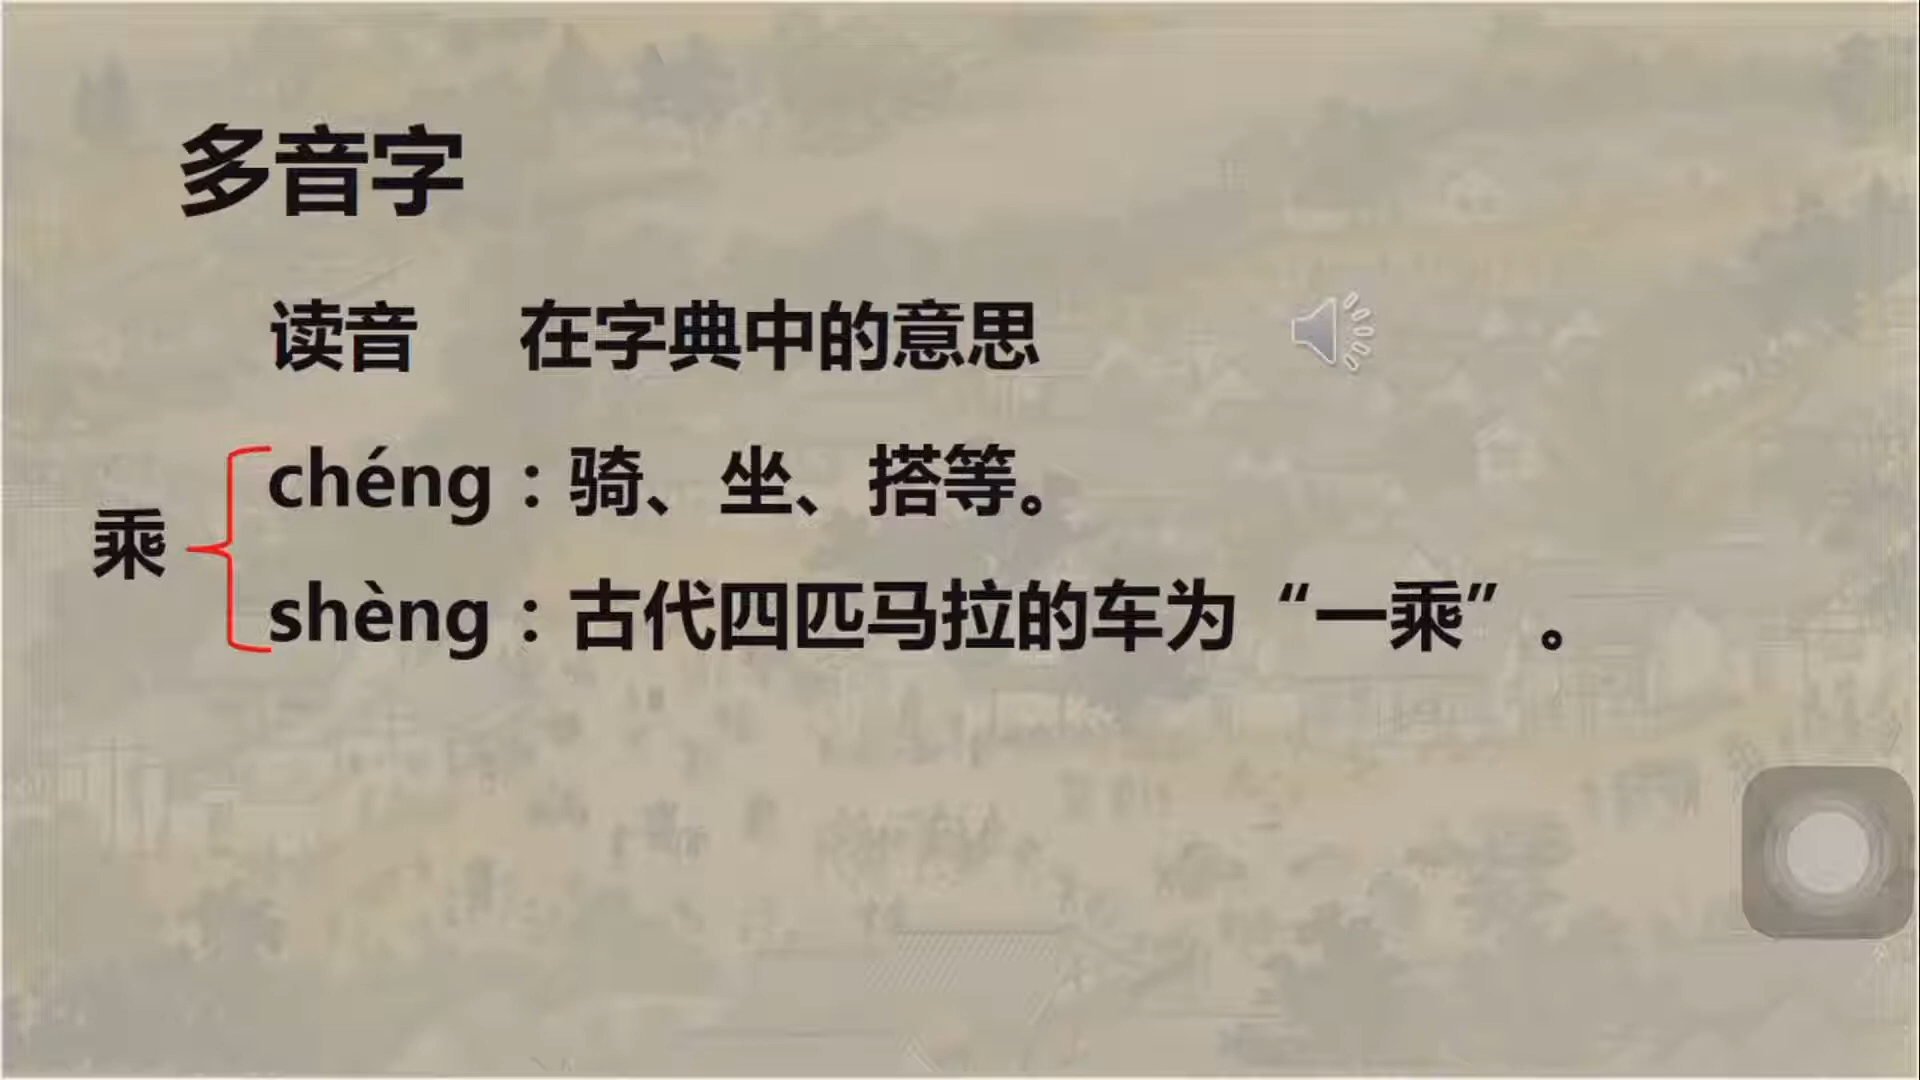 多音字
读音 在字典中的意思
chéng：骑、坐、搭等。
乘
shèng：古代四匹马拉的车为“一乘”。